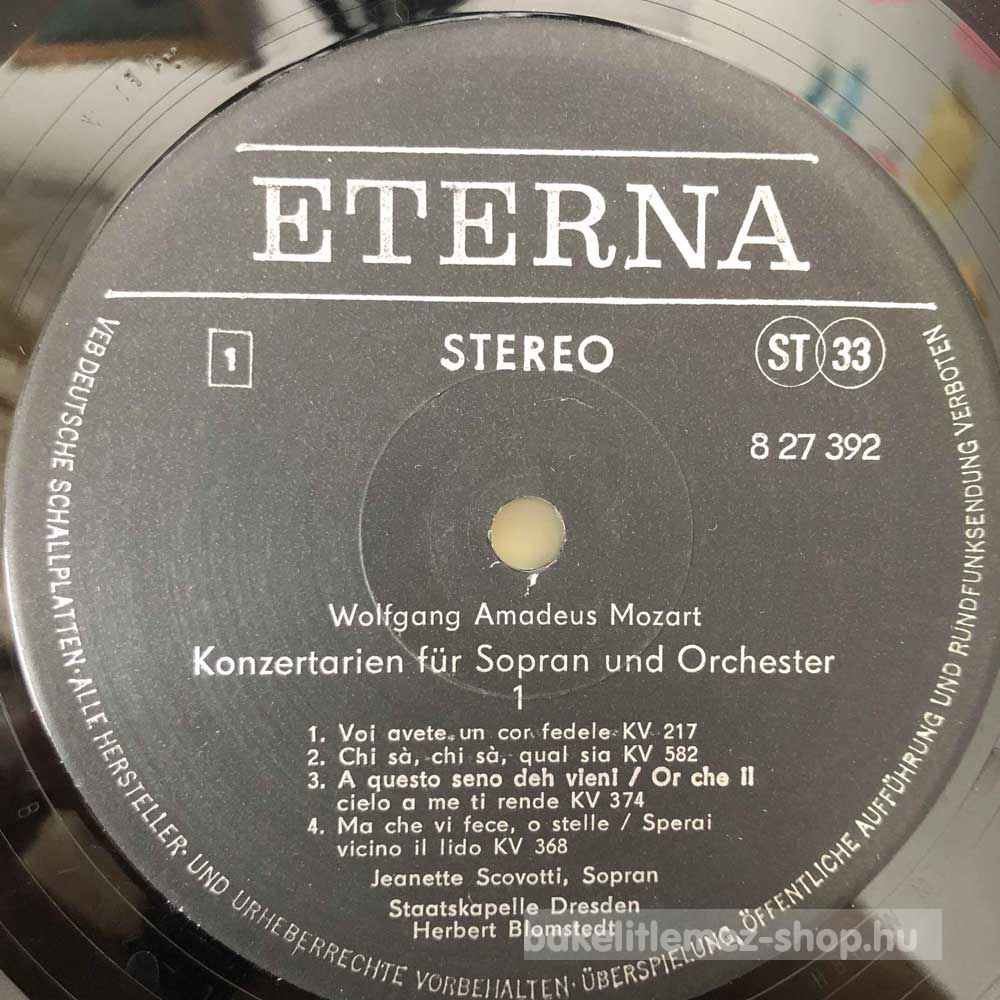 ETERNA
1
STEREO
ST 33
8 27 392
Wolfgang Amadeus Mozart
Konzertarien für Sopran und Orchester
1
1. Voi avete un cor fedele KV 217
2. Chi sà, chi sà, qual sia KV 582
3. A questo seno deh vieni / Or che il
cielo a me ti rende KV 374
4. Ma che vi fece, o stelle / Sperai
vicino il lido KV 368
Jeanette Scovotti, Sopran
Staatskapelle Dresden
Herbert Blomstedt
VEB DEUTSCHE SCHALLPLATTEN · ALLE HERSTELLER- UND URHEBERRECHTE VORBEHALTEN · ÜBERSPIELUNG, ÖFFENTLICHE AUFFÜHRUNG UND RUNDFUNKSENDUNG VERBOTEN
bakelitlemez-shop.hu